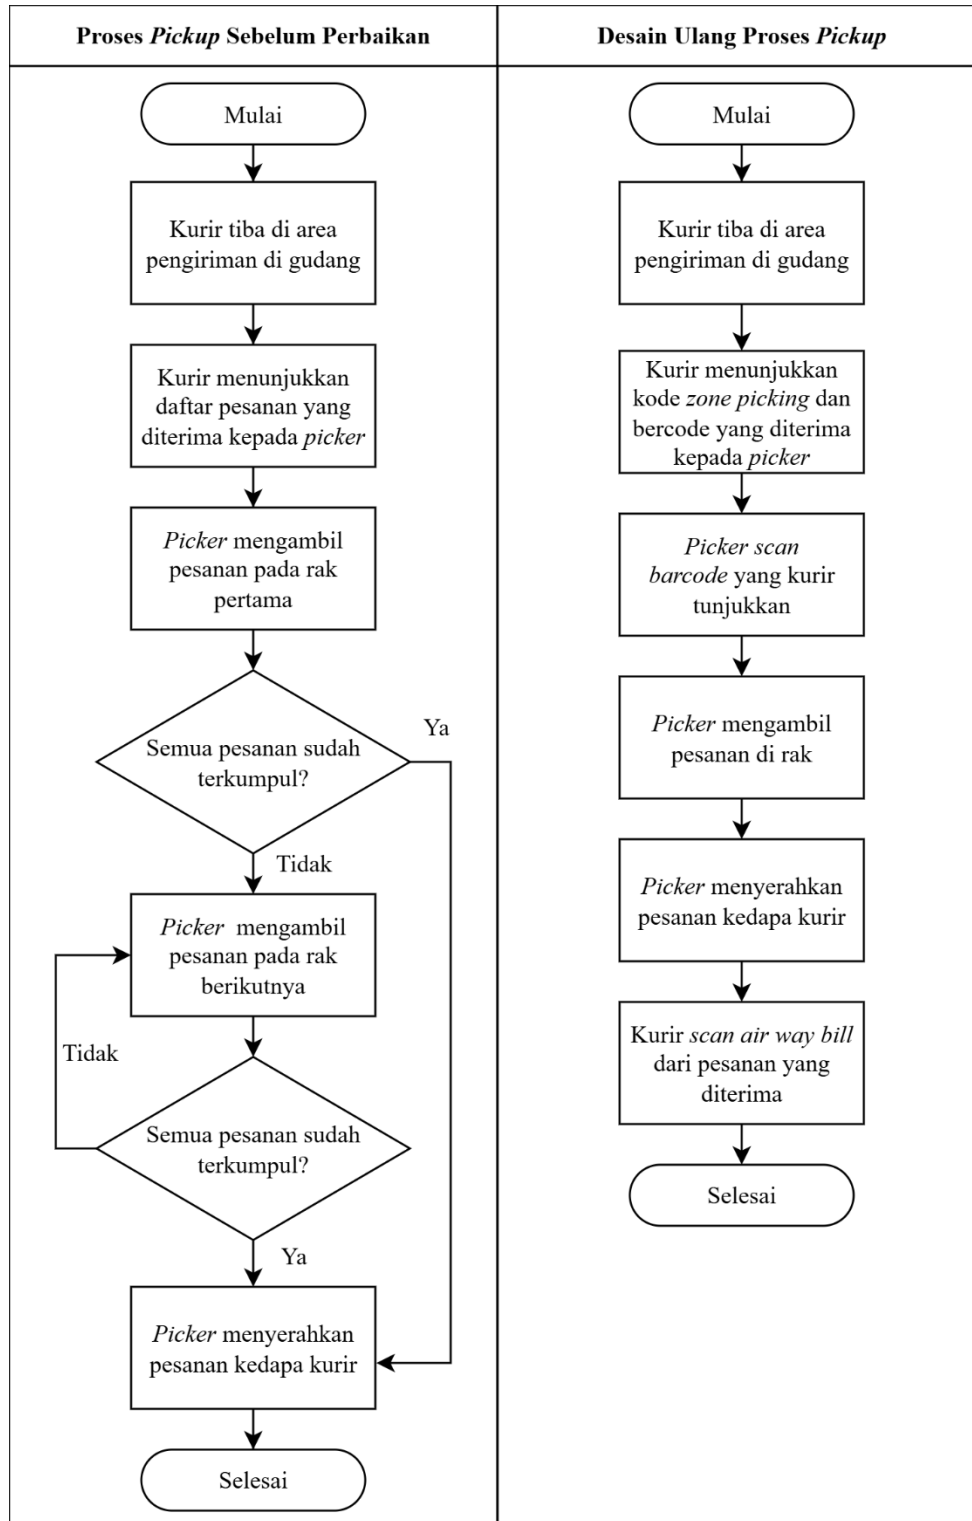 Proses Pickup Sebelum Perbaikan
Mulai
Kurir tiba di area
pengiriman di gudang
Kurir menunjukkan
daftar pesanan yang
diterima kepada picker
Picker mengambil
pesanan pada rak
pertama
Semua pesanan sudah
terkumpul?
Ya
Tidak
Picker mengambil
pesanan pada rak
berikutnya
Tidak
Semua pesanan sudah
terkumpul?
Ya
Picker menyerahkan
pesanan kedapa kurir
Selesai
Desain Ulang Proses Pickup
Mulai
Kurir tiba di area
pengiriman di gudang
Kurir menunjukkan
kode zone picking dan
bercode yang diterima
kepada picker
Picker scan
barcode yang kurir
tunjukkan
Picker mengambil
pesanan di rak
Picker menyerahkan
pesanan kedapa kurir
Kurir scan air way bill
dari pesanan yang
diterima
Selesai